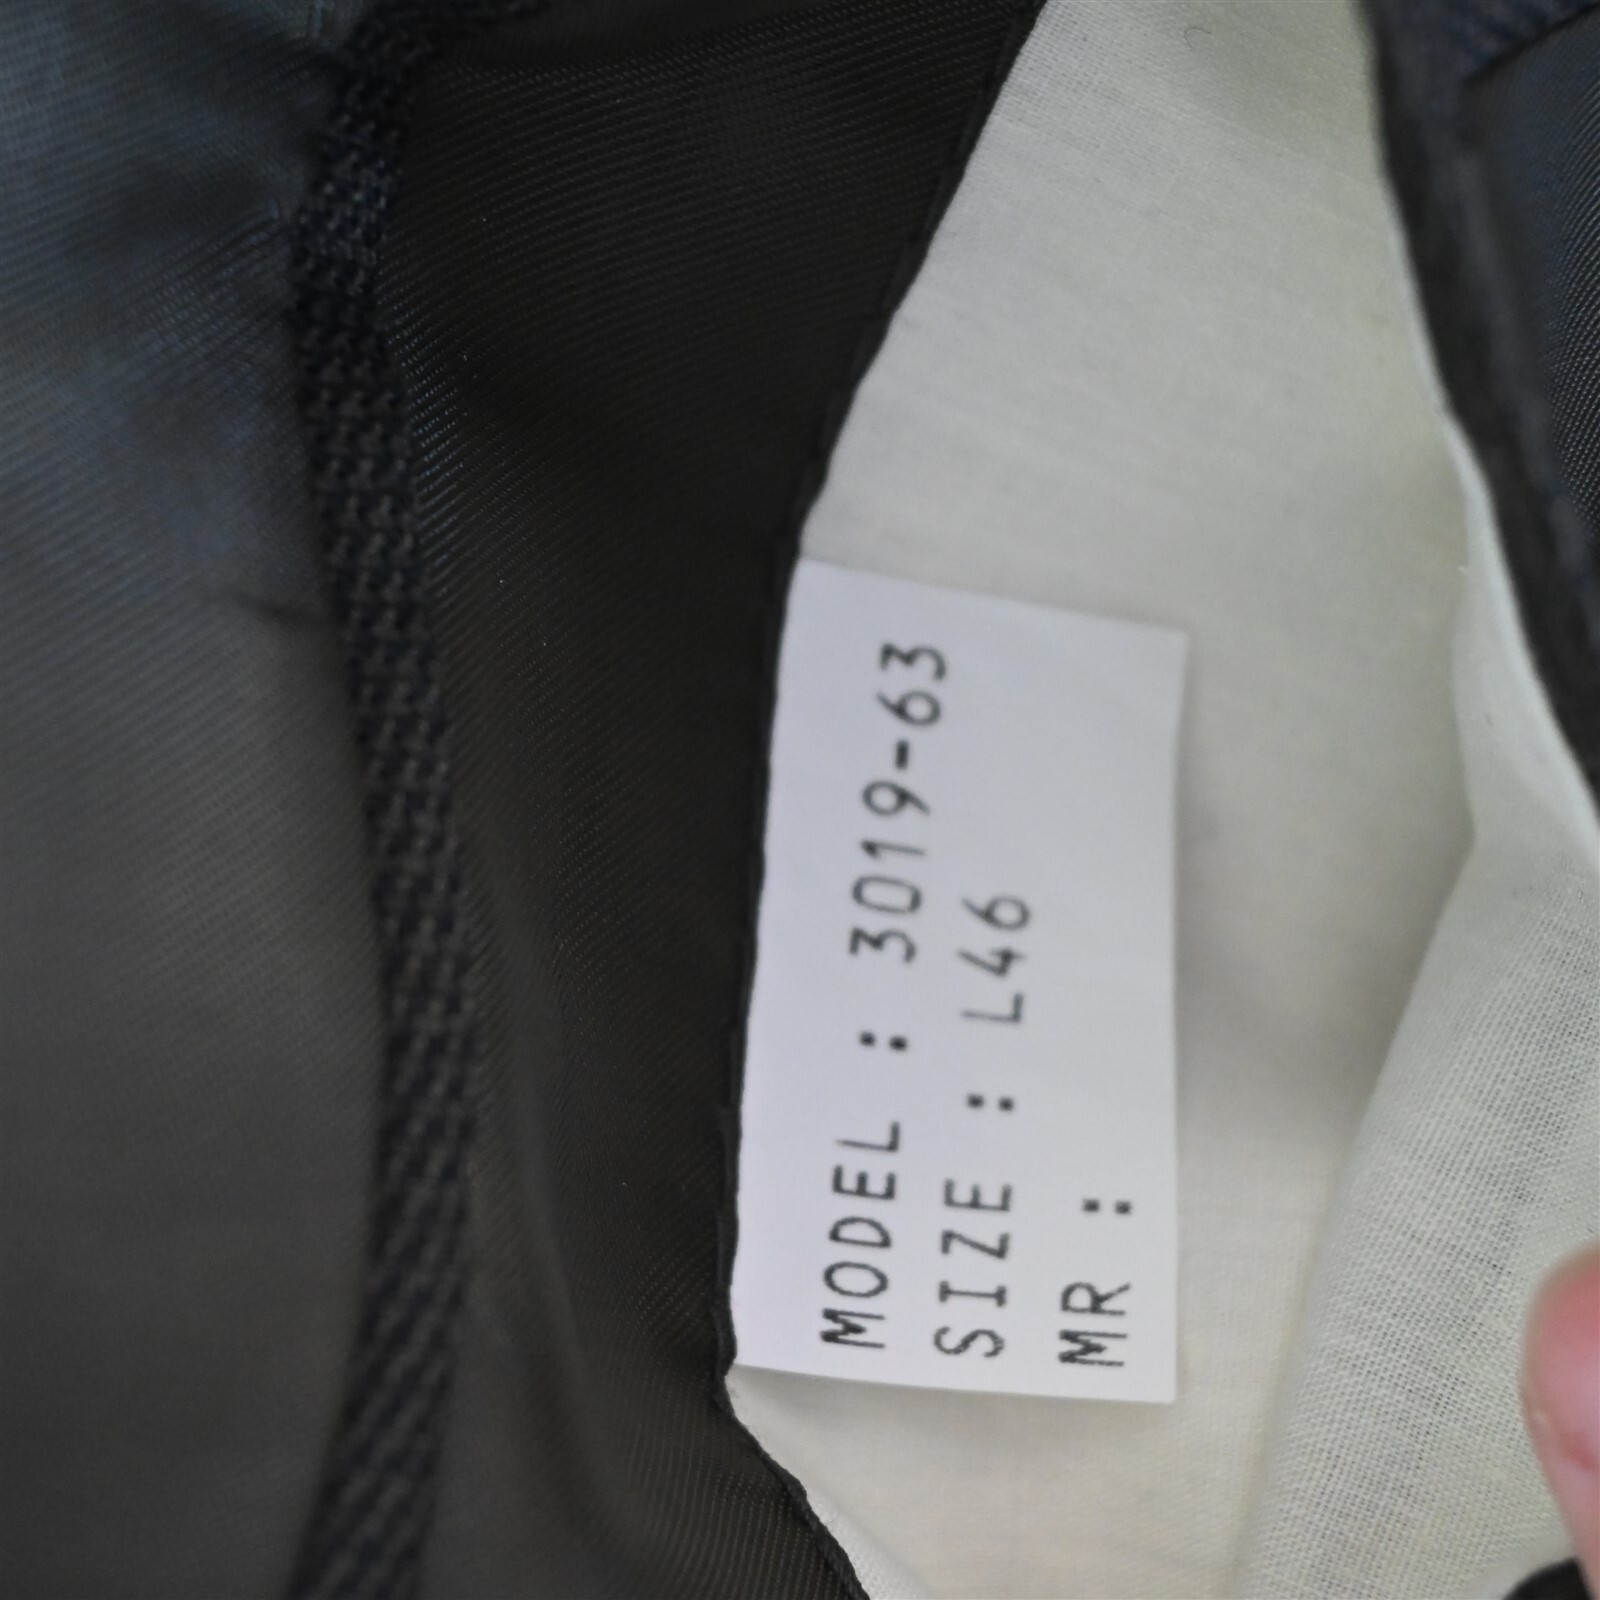 MODEL : 3019-63
SIZE : L46
MR :